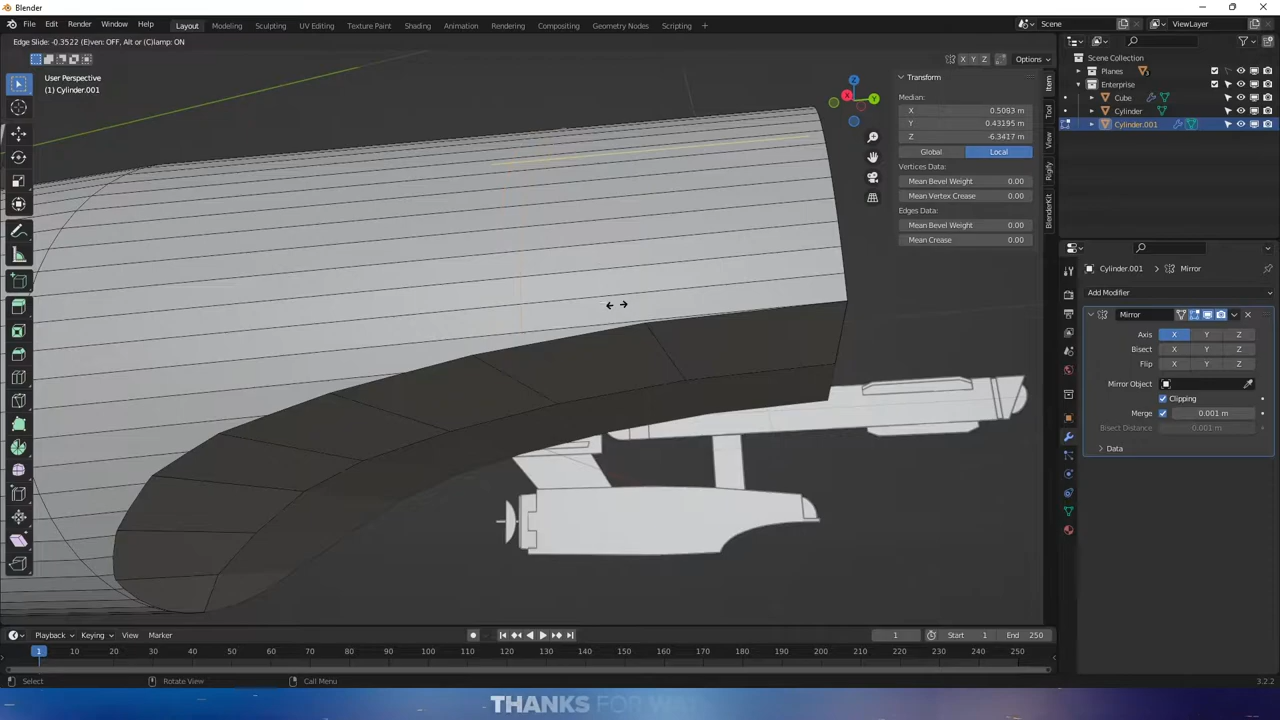 Blender
File Edit Render Window Help Layout Modeling Sculpting UV Editing Texture Paint Shading Animation Rendering Compositing Geometry Nodes Scripting + Scene ViewLayer
Edge Slide: -0.3522 (E)ven: OFF, Alt or (C)lamp: ON
X Y Z Options
User Perspective
(1) Cylinder.001
Transform
Median:
X 0.5083 m
Y 0.43195 m
Z -6.3417 m
Global Local
Vertices Data:
Mean Bevel Weight 0.00
Mean Vertex Crease 0.00
Edges Data:
Mean Bevel Weight 0.00
Mean Crease 0.00
Item
Tool
View
Rigify
BlenderKit
Z
X
Y
Scene Collection
Planes
Enterprise
Cube
Cylinder
Cylinder.001
Cylinder.001 > Mirror
Add Modifier
Mirror
Axis X Y Z
Bisect X Y Z
Flip X Y Z
Mirror Object
Clipping
Merge 0.001 m
Bisect Distance 0.001 m
Data
Playback Keying View Marker 1 Start 1 End 250
1 10 20 30 40 50 60 70 80 90 100 110 120 130 140 150 160 170 180 190 200 210 220 230 240 250
Select Rotate View Call Menu 3.2.2
THANKS FOR WAT